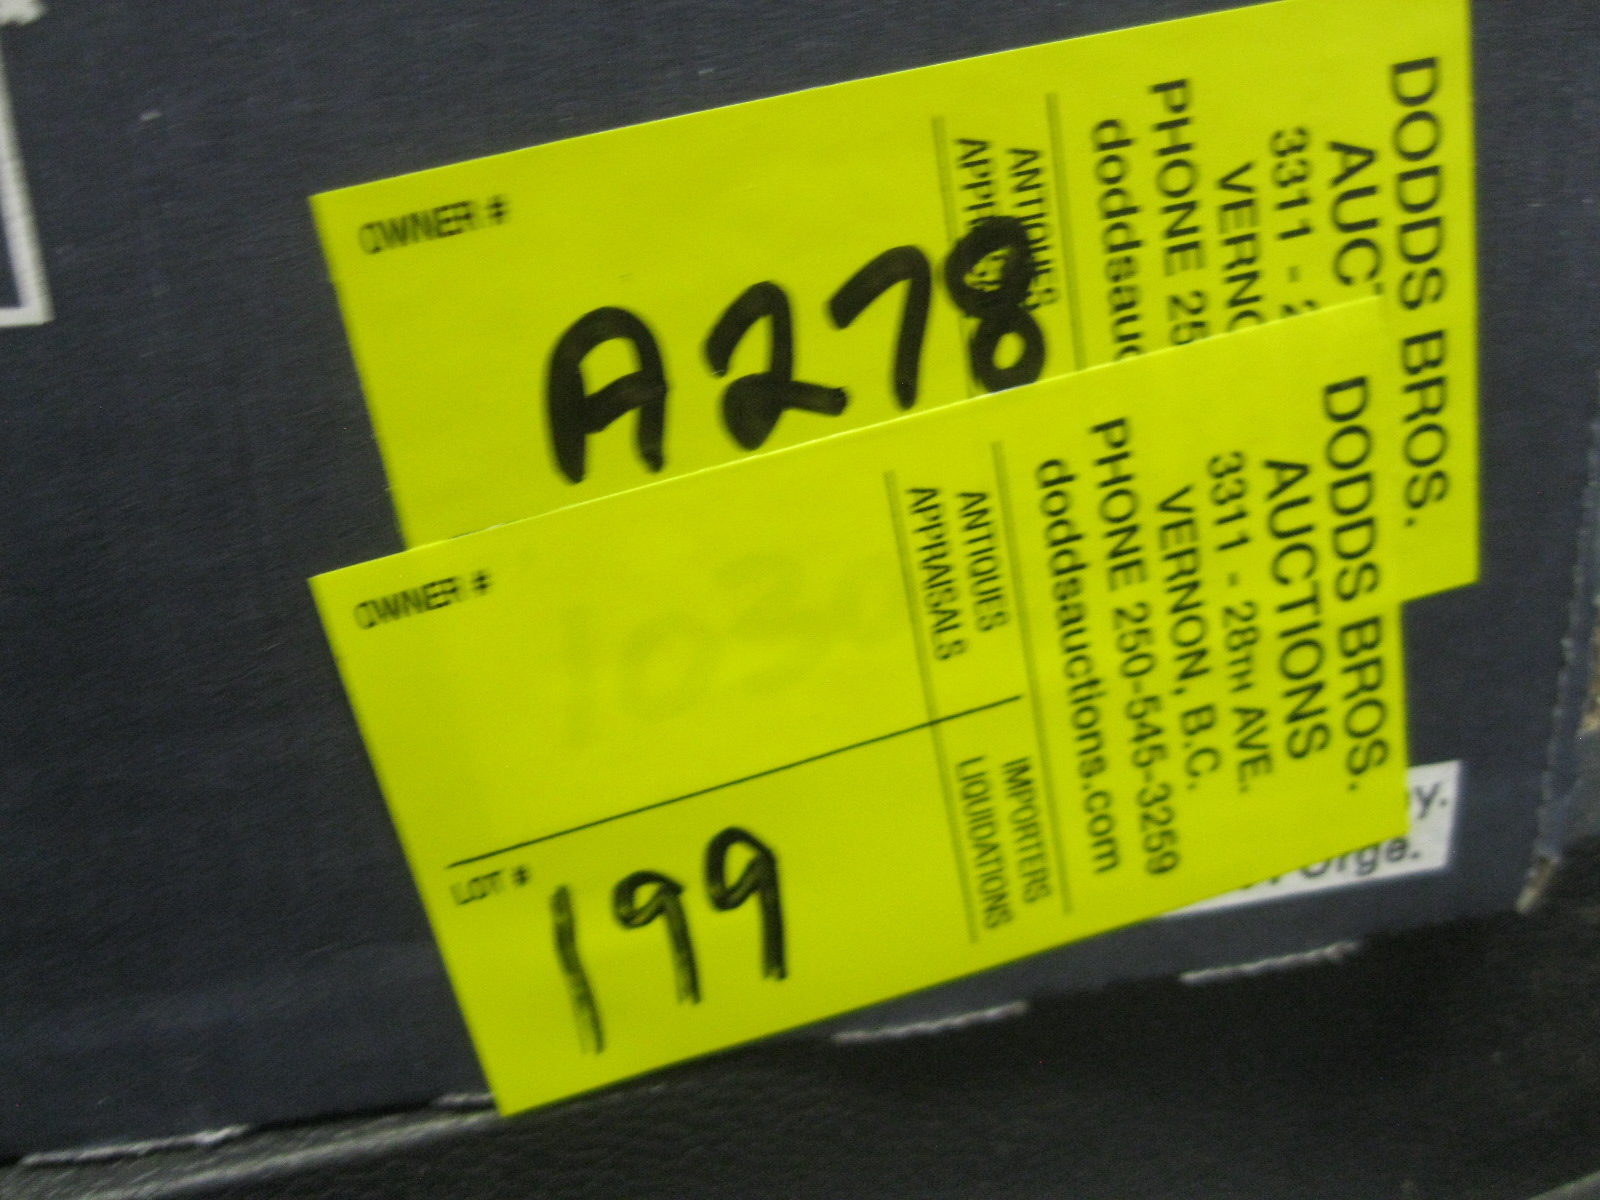 OWNER #
A278
DODDS BROS.
AUC
3311 - 2
VERNO
PHONE 25
doddsauc
ANTIQUES
OWNER #
LOT #
199
DODDS BROS.
AUCTIONS
3311 - 28TH AVE.
VERNON, B.C.
PHONE 250-545-3259
doddsauctions.com
ANTIQUES IMPORTERS
APPRAISALS LIQUIDATIONS